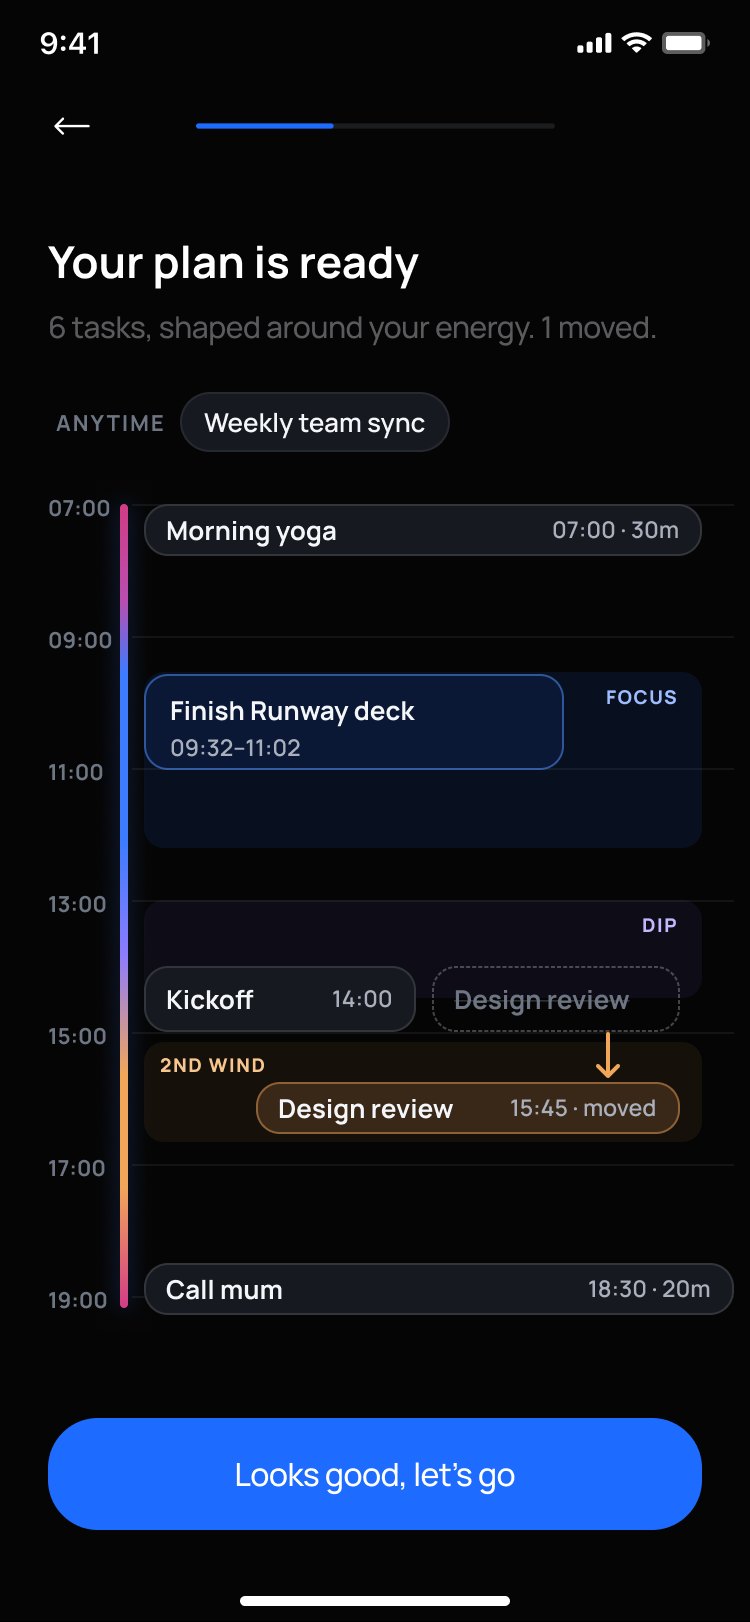 9:41
Your plan is ready
6 tasks, shaped around your energy. 1 moved.
ANYTIME Weekly team sync
07:00 Morning yoga 07:00 · 30m
09:00
FOCUS
Finish Runway deck
09:32–11:02
11:00
13:00
DIP
Kickoff 14:00 Design review
15:00
2ND WIND
Design review 15:45 · moved
17:00
Call mum 18:30 · 20m
19:00
Looks good, let's go